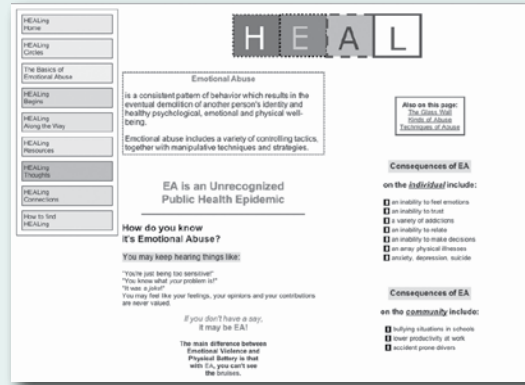 HEALing
Home
HEALing
Circles
The Basics of
Emotional Abuse
HEALing
Begins
HEALing
Along the Way
HEALing
Resources
HEALing
Thoughts
HEALing
Connections
How to find
HEALing
HEAL
Emotional Abuse
is a consistent pattern of behavior which results in the
eventual demolition of another person's identity and
healthy psychological, emotional and physical well-
being.
Emotional abuse includes a variety of controlling tactics,
together with manipulative techniques and strategies.
EA is an Unrecognized
Public Health Epidemic
How do you know
it's Emotional Abuse?
You may keep hearing things like:
"You're just being too sensitive!"
"You know what your problem is!"
"It was a joke!"
You may feel like your feelings, your opinions and your contributions
are never valued.
If you don't have a say,
it may be EA!
The main difference between
Emotional Violence and
Physical Battery is that
with EA, you can't see
the bruises.
Also on this page:
The Glass Wall
Kinds of Abuse
Techniques of Abuse
Consequences of EA
on the individual include:
an inability to feel emotions
an inability to trust
a variety of addictions
an inability to relate
an inability to make decisions
an array physical illnesses
anxiety, depression, suicide
Consequences of EA
on the community include:
bullying situations in schools
lower productivity at work
accident prone drivers